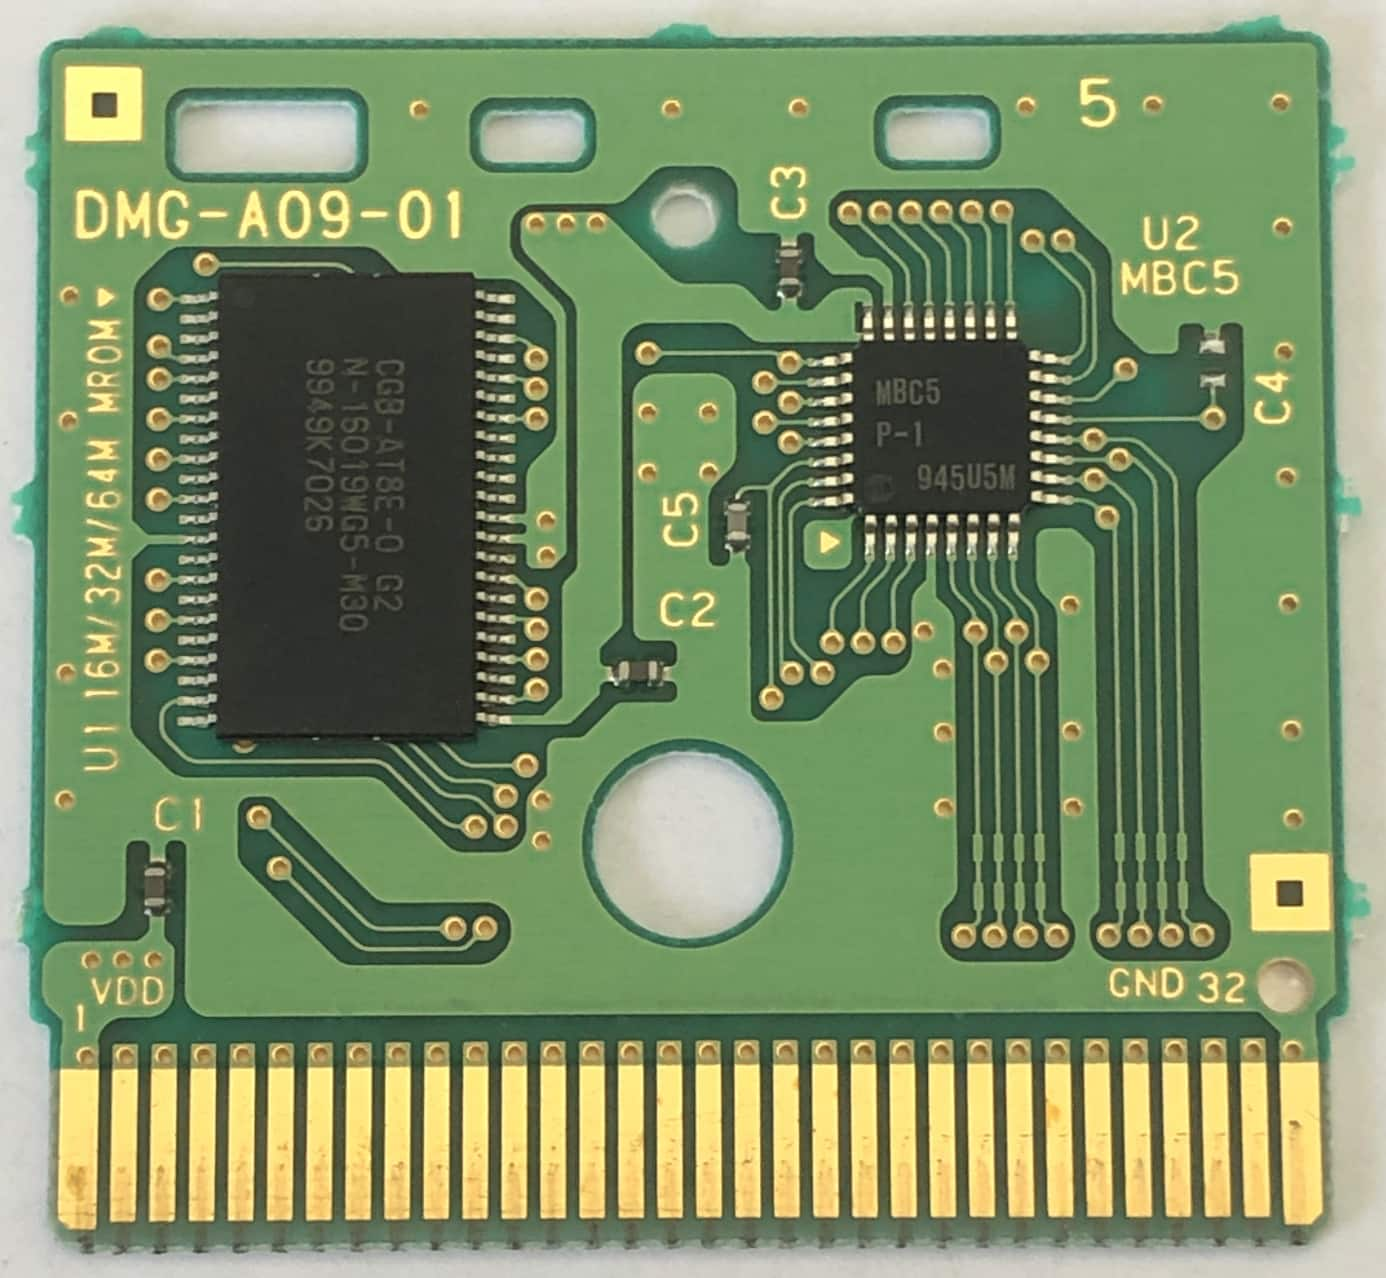 5
DMG-A09-01
C3
U2
MBC5
U1 16M/32M/64M MROM
CGB-AT8E-0 G2
N-16019WG5-M30
9949K7026
MBC5
P-1
945U5M
C4
C5
C2
C1
VDD
1
GND 32